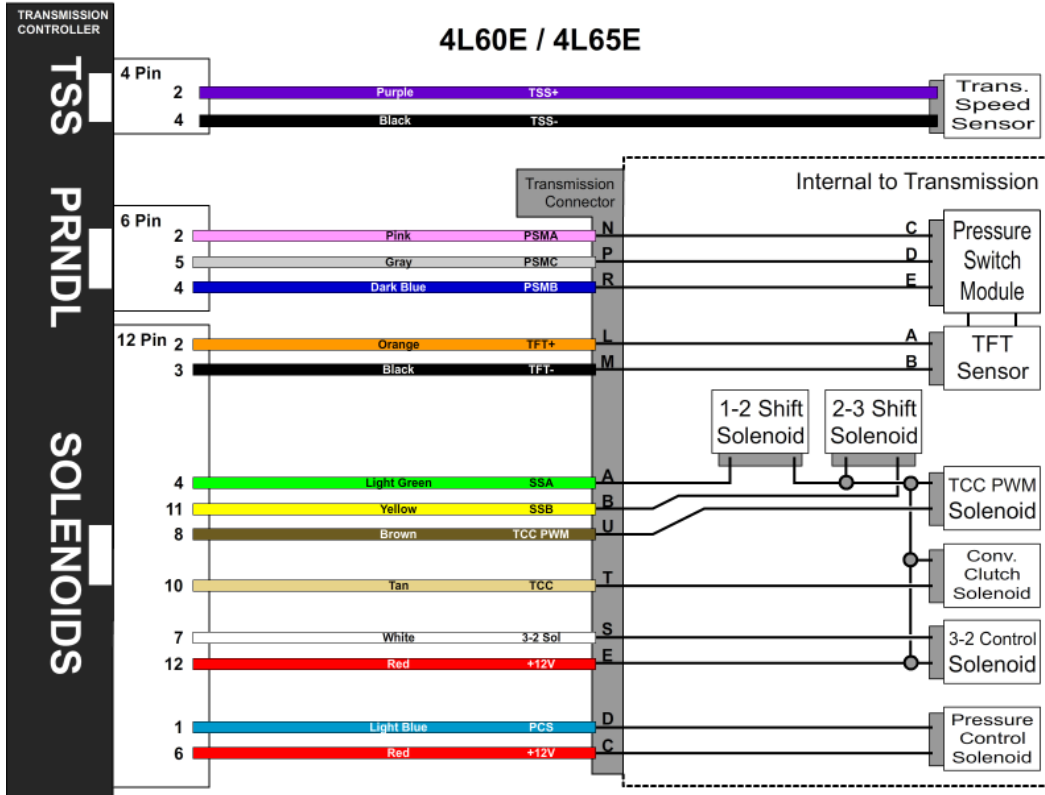 TRANSMISSION
CONTROLLER
4L60E / 4L65E
TSS
4 Pin
2 Purple TSS+
4 Black TSS-
Trans.
Speed
Sensor
Internal to Transmission
Transmission
Connector
PRNDL
6 Pin
2 Pink PSMA N C
5 Gray PSMC P D
4 Dark Blue PSMB R E
Pressure
Switch
Module
SOLENOIDS
12 Pin
2 Orange TFT+ L A
3 Black TFT- M B
TFT
Sensor
1-2 Shift
Solenoid
2-3 Shift
Solenoid
4 Light Green SSA A
11 Yellow SSB B
8 Brown TCC PWM U
TCC PWM
Solenoid
10 Tan TCC T
Conv.
Clutch
Solenoid
7 White 3-2 Sol S
12 Red +12V E
3-2 Control
Solenoid
1 Light Blue PCS D
6 Red +12V C
Pressure
Control
Solenoid